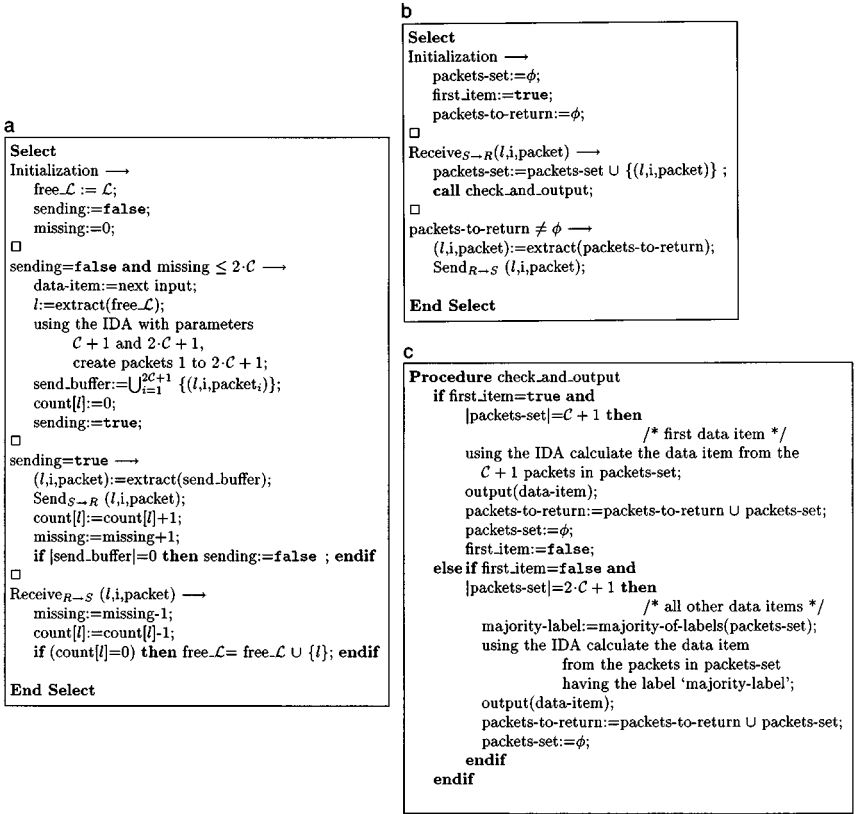 a
Select
Initialization ⟶
free_ℒ := ℒ;
sending:=false;
missing:=0;
□
sending=false and missing ≤ 2·𝒞 ⟶
data-item:=next input;
l:=extract(free_ℒ);
using the IDA with parameters
𝒞 + 1 and 2·𝒞 + 1,
create packets 1 to 2·𝒞 + 1;
send_buffer:=⋃_{i=1}^{2𝒞+1} {(l,i,packet_i)};
count[l]:=0;
sending:=true;
□
sending=true ⟶
(l,i,packet):=extract(send_buffer);
Send_{S→R} (l,i,packet);
count[l]:=count[l]+1;
missing:=missing+1;
if |send_buffer|=0 then sending:=false ; endif
□
Receive_{R→S} (l,i,packet) ⟶
missing:=missing-1;
count[l]:=count[l]-1;
if (count[l]=0) then free_ℒ= free_ℒ ∪ {l}; endif
End Select
b
Select
Initialization ⟶
packets-set:=ϕ;
first_item:=true;
packets-to-return:=ϕ;
□
Receive_{S→R}(l,i,packet) ⟶
packets-set:=packets-set ∪ {(l,i,packet)} ;
call check_and_output;
□
packets-to-return ≠ ϕ ⟶
(l,i,packet):=extract(packets-to-return);
Send_{R→S} (l,i,packet);
End Select
c
Procedure check_and_output
if first_item=true and
|packets-set|=𝒞 + 1 then
/* first data item */
using the IDA calculate the data item from the
𝒞 + 1 packets in packets-set;
output(data-item);
packets-to-return:=packets-to-return ∪ packets-set;
packets-set:=ϕ;
first_item:=false;
else if first_item=false and
|packets-set|=2·𝒞 + 1 then
/* all other data items */
majority-label:=majority-of-labels(packets-set);
using the IDA calculate the data item
from the packets in packets-set
having the label 'majority-label';
output(data-item);
packets-to-return:=packets-to-return ∪ packets-set;
packets-set:=ϕ;
endif
endif